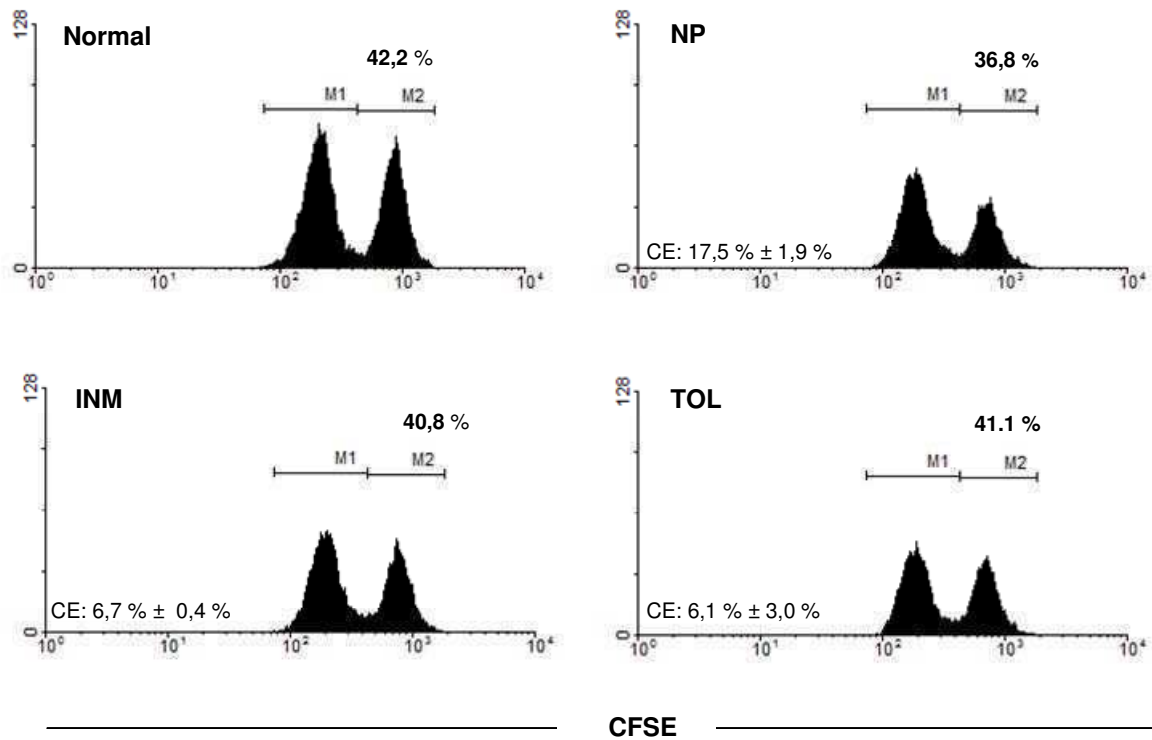 Normal
42,2 %
M1 M2
128
0
10⁰ 10¹ 10² 10³ 10⁴
NP
36,8 %
M1 M2
128
CE: 17,5 % ± 1,9 %
0
10⁰ 10¹ 10² 10³ 10⁴
INM
40,8 %
M1 M2
128
CE: 6,7 % ± 0,4 %
0
10⁰ 10¹ 10² 10³ 10⁴
TOL
41.1 %
M1 M2
128
CE: 6,1 % ± 3,0 %
0
10⁰ 10¹ 10² 10³ 10⁴
CFSE